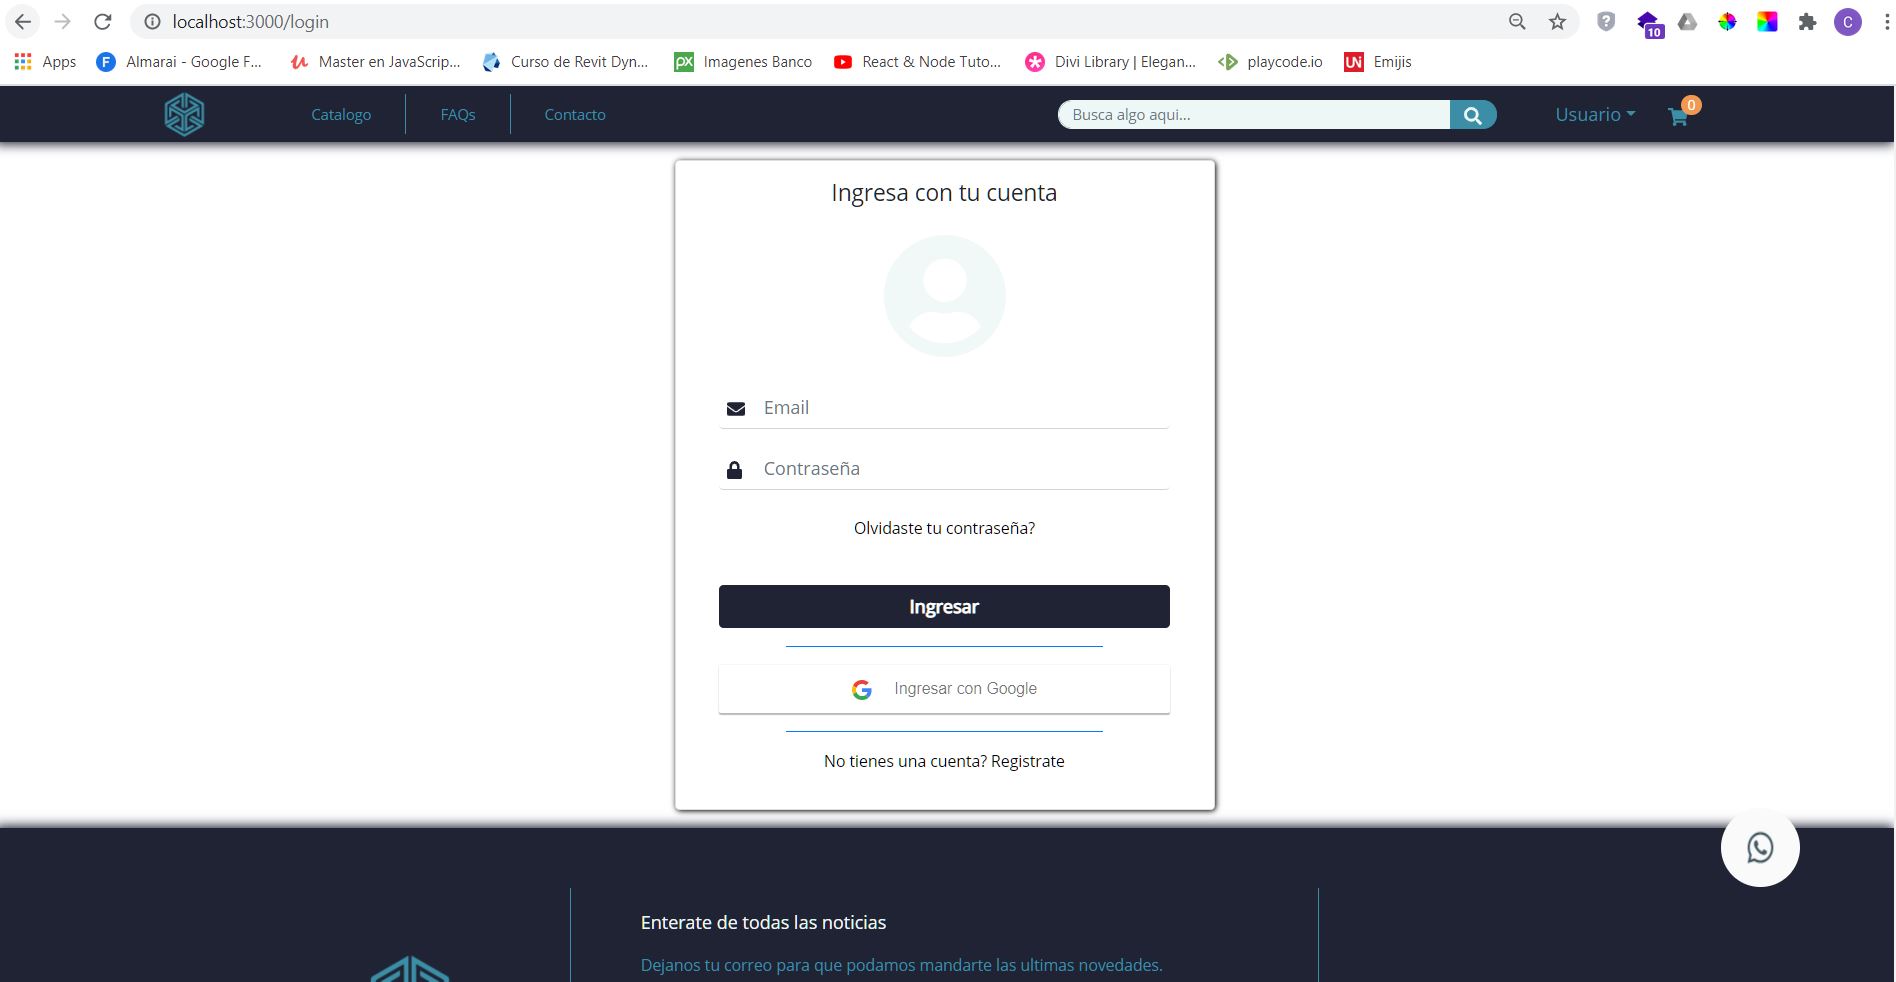 localhost:3000/login
10
C
Apps
F
Almarai - Google F...
Master en JavaScrip...
Curso de Revit Dyn...
PX
Imagenes Banco
React & Node Tuto...
Divi Library | Elegan...
playcode.io
UN
Emijis
Catalogo
FAQs
Contacto
Busca algo aqui...
Usuario
0
Ingresa con tu cuenta
Email
Contraseña
Olvidaste tu contraseña?
Ingresar
Ingresar con Google
No tienes una cuenta? Registrate
Enterate de todas las noticias
Dejanos tu correo para que podamos mandarte las ultimas novedades.